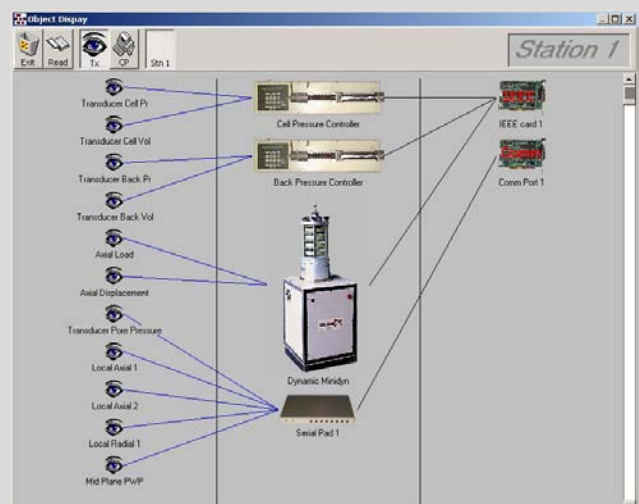 Object Dispay
Exit
Read
Tx
CP
Stn 1
Station 1
Transducer Cell Pr
Transducer Cell Vol
Transducer Back Pr
Transducer Back Vol
Axial Load
Axial Displacement
Transducer Pore Pressure
Local Axial 1
Local Axial 2
Local Radial 1
Mid Plane PWP
Cell Pressure Controller
Back Pressure Controller
Dynamic Minidyn
Serial Pad 1
IEEE card 1
Comm Port 1